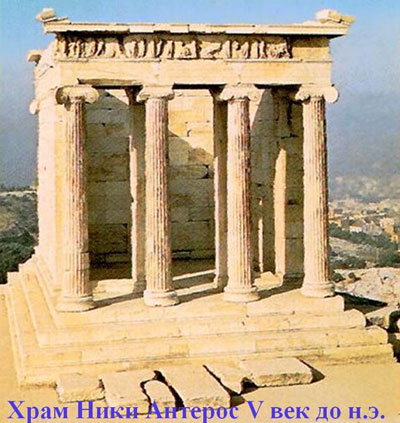 Храм Ники Антерос V век до н.э.